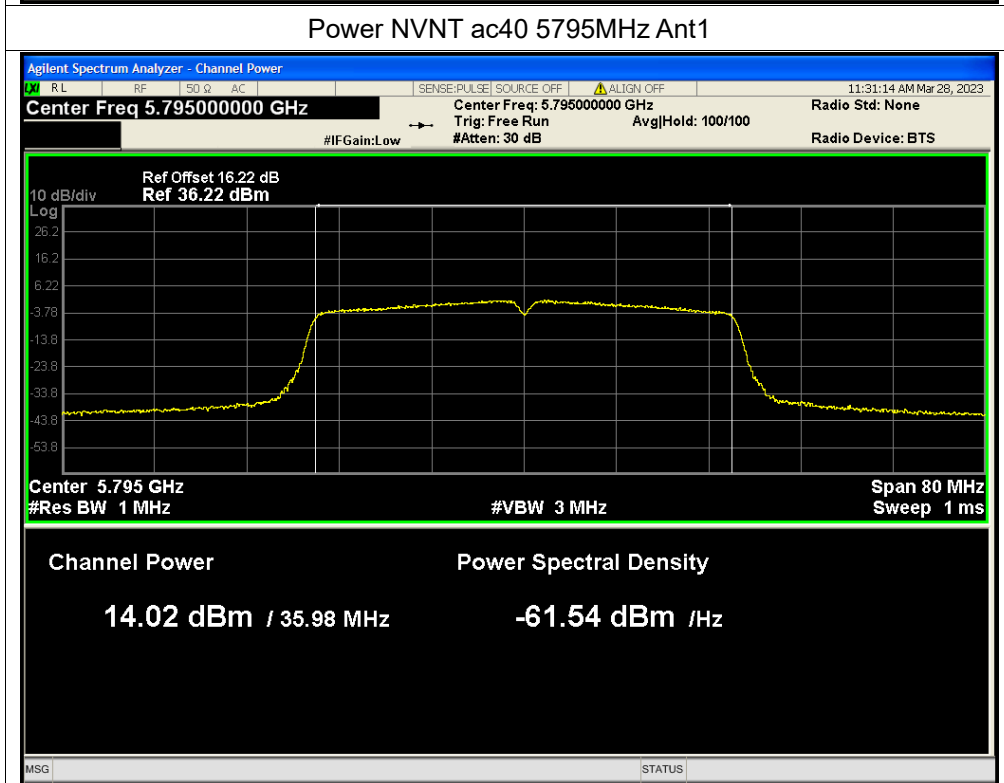 Power NVNT ac40 5795MHz Ant1
Agilent Spectrum Analyzer - Channel Power
LXI RL RF 50 Ω AC SENSE:PULSE SOURCE OFF ALIGN OFF 11:31:14 AM Mar 28, 2023
Center Freq 5.795000000 GHz Center Freq: 5.795000000 GHz Radio Std: None
Trig: Free Run Avg|Hold: 100/100
#IFGain:Low #Atten: 30 dB Radio Device: BTS
Ref Offset 16.22 dB
10 dB/div Ref 36.22 dBm
Log
26.2
16.2
6.22
-3.78
-13.8
-23.8
-33.8
-43.8
-53.8
Center 5.795 GHz Span 80 MHz
#Res BW 1 MHz #VBW 3 MHz Sweep 1 ms
Channel Power Power Spectral Density
14.02 dBm / 35.98 MHz -61.54 dBm /Hz
MSG STATUS